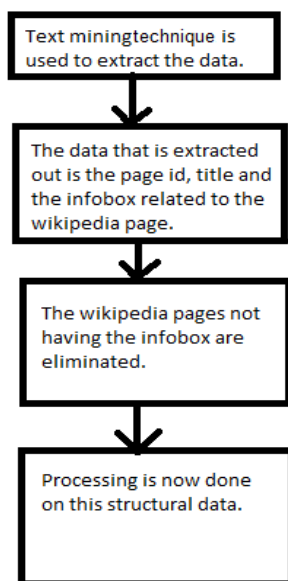 Text miningtechnique is
used to extract the data.
The data that is extracted
out is the page id, title and
the infobox related to the
wikipedia page.
The wikipedia pages not
having the infobox are
eliminated.
Processing is now done
on this structural data.